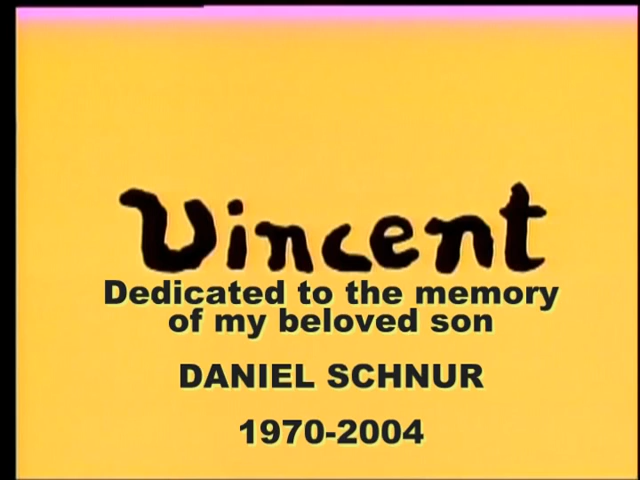 Vincent
Dedicated to the memory
of my beloved son
DANIEL SCHNUR
1970-2004